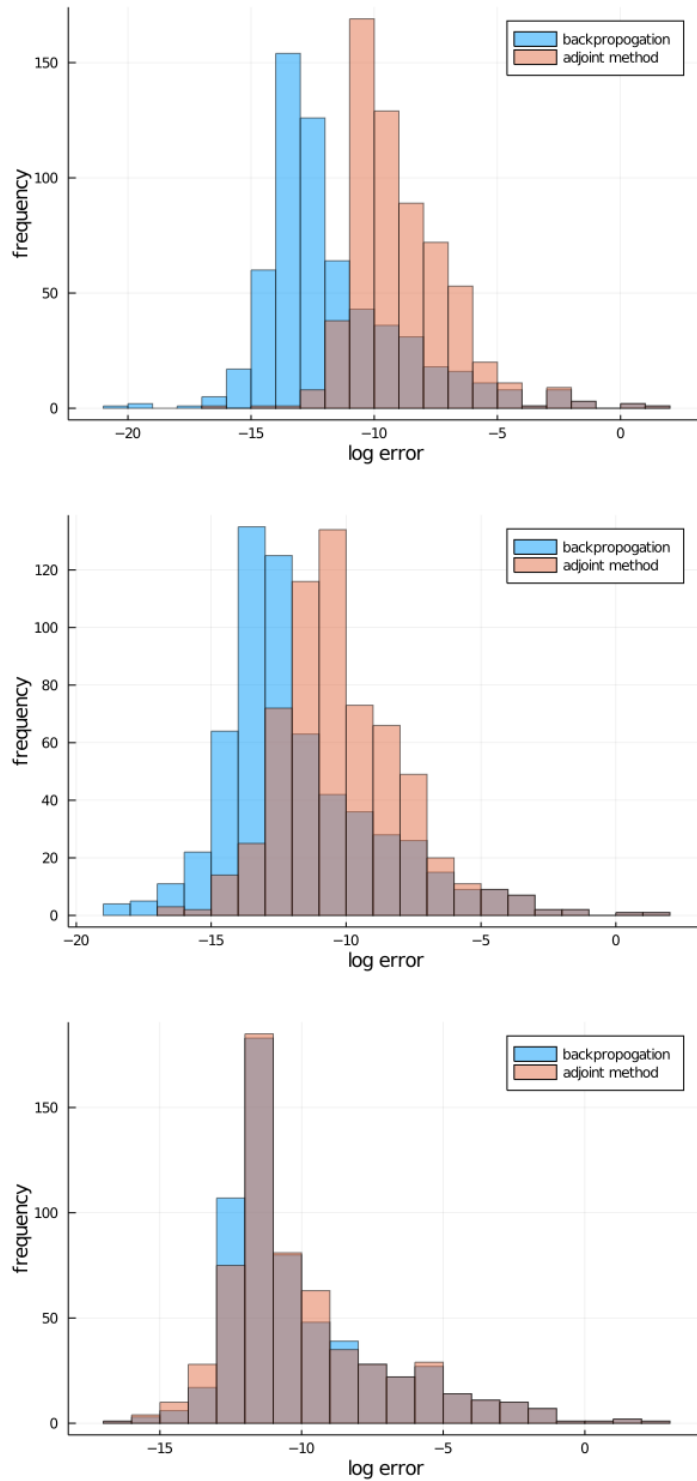 150
100
50
0
frequency
−20
−15
−10
−5
0
log error
backpropogation
adjoint method
120
100
80
60
40
20
0
frequency
−20
−15
−10
−5
0
log error
backpropogation
adjoint method
150
100
50
0
frequency
−15
−10
−5
0
log error
backpropogation
adjoint method